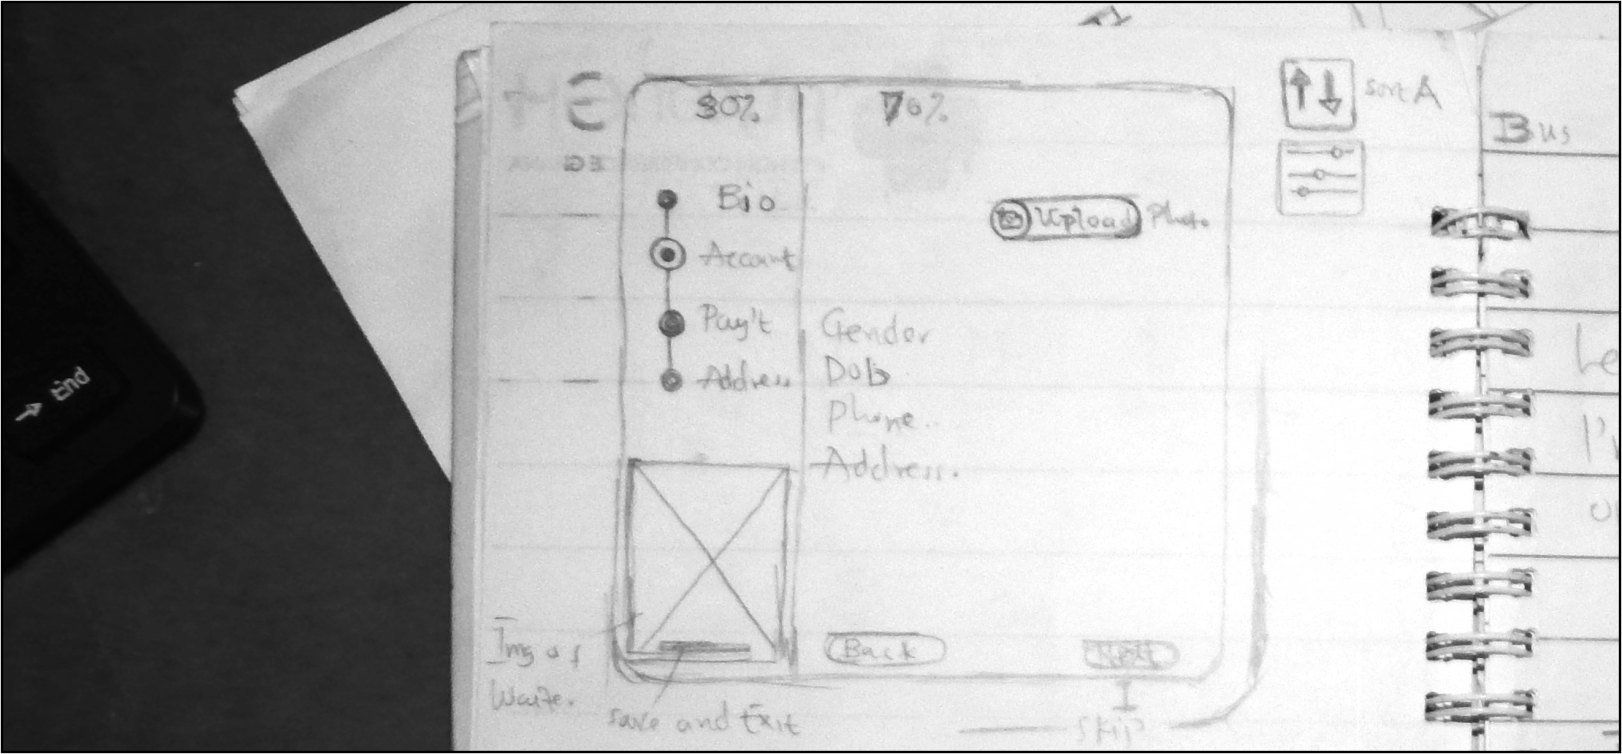 30%
70%
Bio
Account
Pay't
Address
Upload Photo
Gender
Dob
Phone..
Address.
Back
Next
Skip
Img of
Waiter
save and Exit
sort A
Bus
End